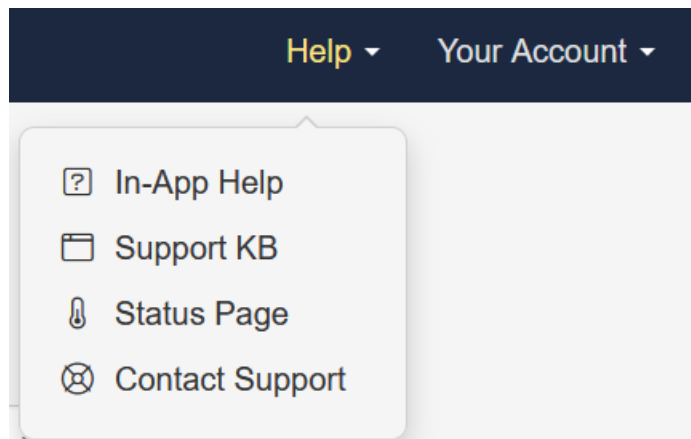 Help Your Account
In-App Help
Support KB
Status Page
Contact Support